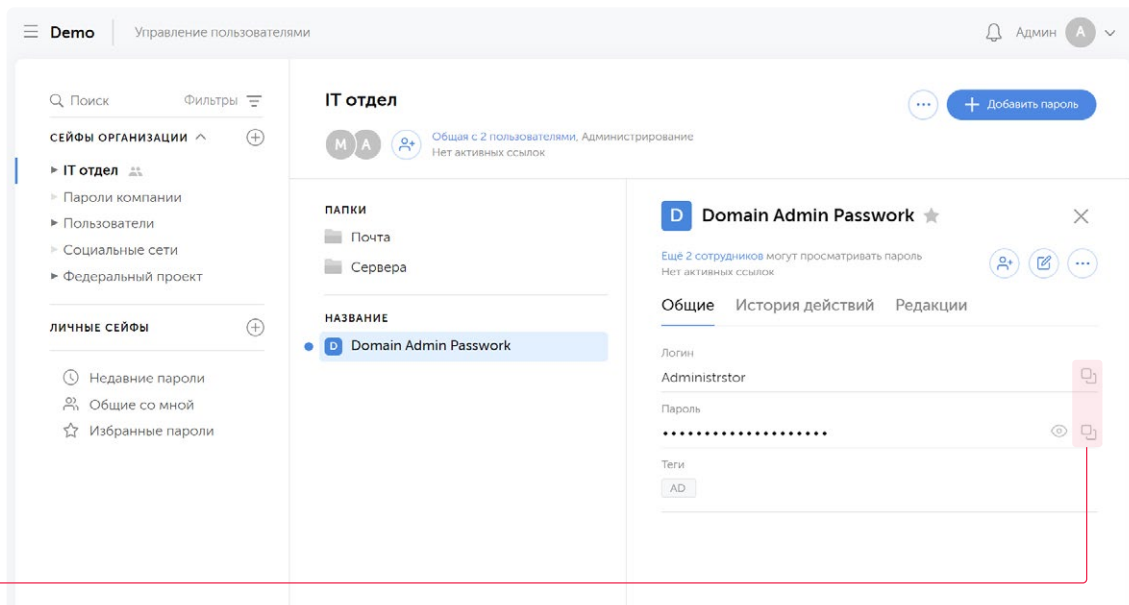 Demo
Управление пользователями
Админ
А
Поиск
Фильтры
СЕЙФЫ ОРГАНИЗАЦИИ
IT отдел
Пароли компании
Пользователи
Социальные сети
Федеральный проект
ЛИЧНЫЕ СЕЙФЫ
Недавние пароли
Общие со мной
Избранные пароли
IT отдел
Добавить пароль
М А
Общая с 2 пользователями, Администрирование
Нет активных ссылок
ПАПКИ
Почта
Сервера
НАЗВАНИЕ
D Domain Admin Passwork
D Domain Admin Passwork
Ещё 2 сотрудников могут просматривать пароль
Нет активных ссылок
Общие История действий Редакции
Логин
Administrstor
Пароль
••••••••••••••••••••
Теги
AD